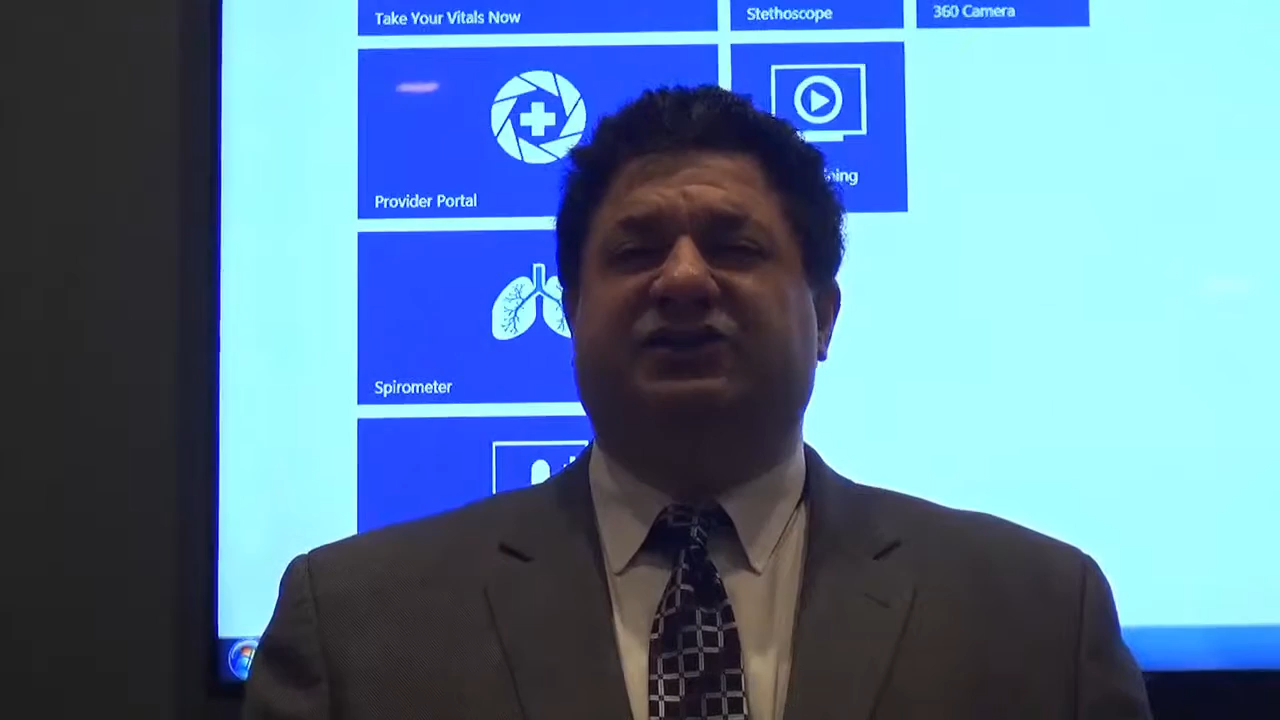 Take Your Vitals Now
Stethoscope
360 Camera
Provider Portal
Spirometer